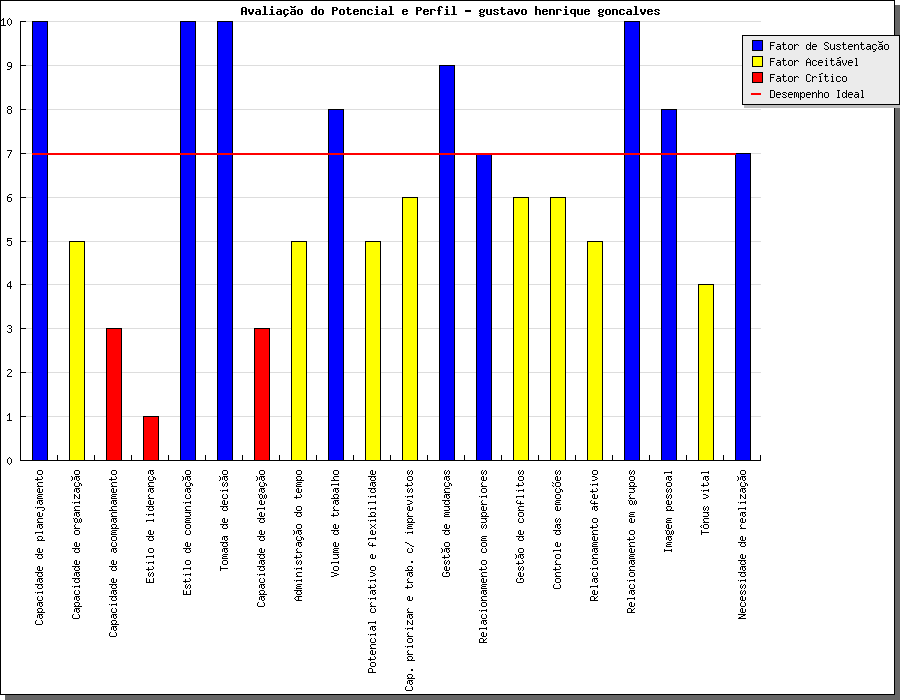 Avaliação do Potencial e Perfil - gustavo henrique goncalves
Fator de Sustentação
Fator Aceitável
Fator Crítico
Desempenho Ideal
10
9
8
7
6
5
4
3
2
1
0
Capacidade de planejamento
Capacidade de organização
Capacidade de acompanhamento
Estilo de liderança
Estilo de comunicação
Tomada de decisão
Capacidade de delegação
Administração do tempo
Volume de trabalho
Potencial criativo e flexibilidade
Cap. priorizar e trab. c/ imprevistos
Gestão de mudanças
Relacionamento com superiores
Gestão de conflitos
Controle das emoções
Relacionamento afetivo
Relacionamento em grupos
Imagem pessoal
Tônus vital
Necessidade de realização